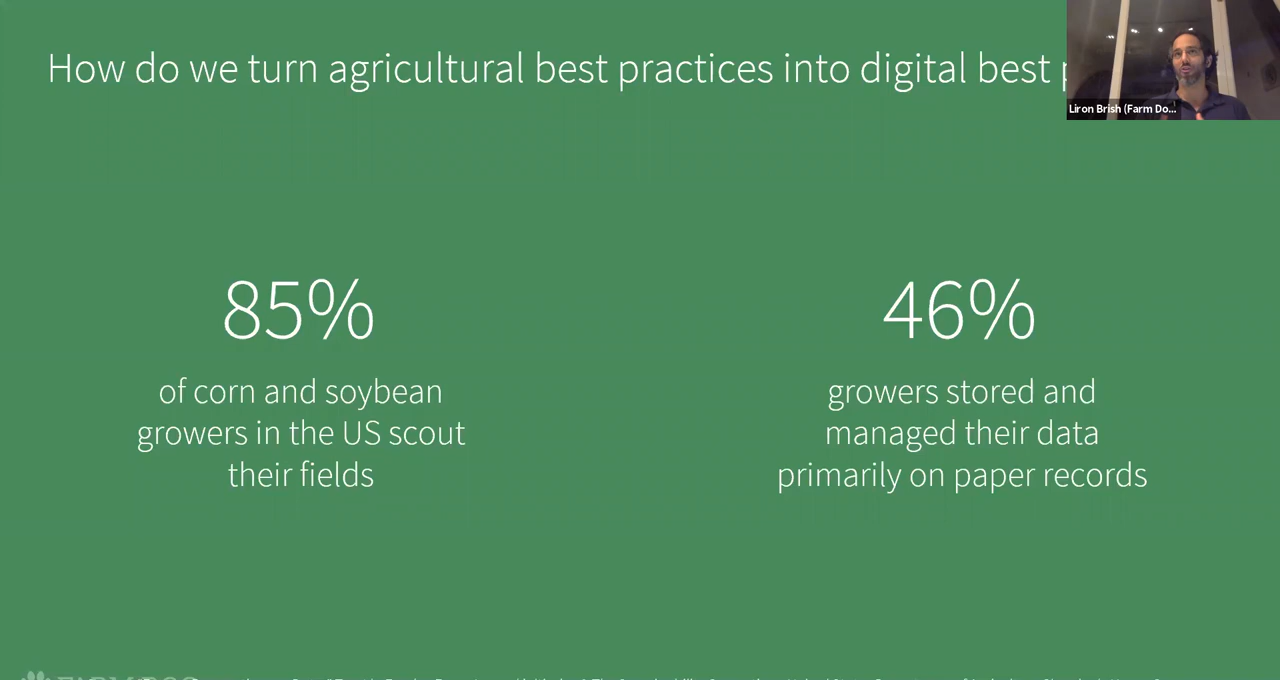 How do we turn agricultural best practices into digital best
Liron Brish (Farm Do...
85%
46%
of corn and soybean
growers in the US scout
their fields
growers stored and
managed their data
primarily on paper records